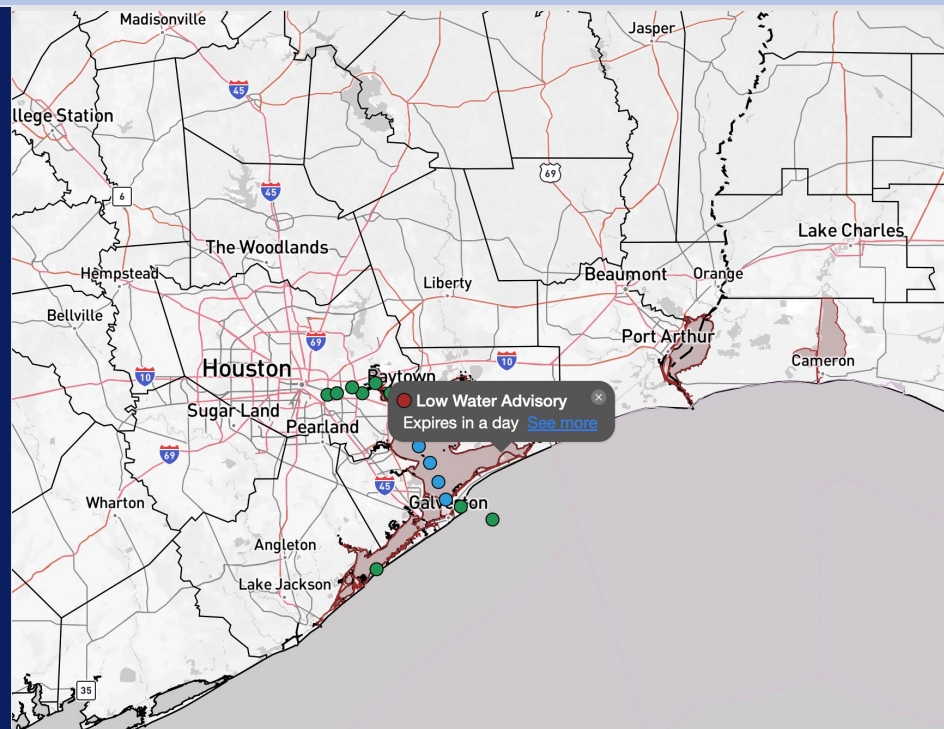 Madisonville
Jasper
45
llege Station
69
6
45
The Woodlands
Lake Charles
Hempstead
Liberty
Beaumont
Orange
Bellville
69
Port Arthur
10
Cameron
Houston
10
Baytown
Sugar Land
Low Water Advisory
Expires in a day See more
Pearland
69
45
Wharton
Galveston
Angleton
Lake Jackson
35